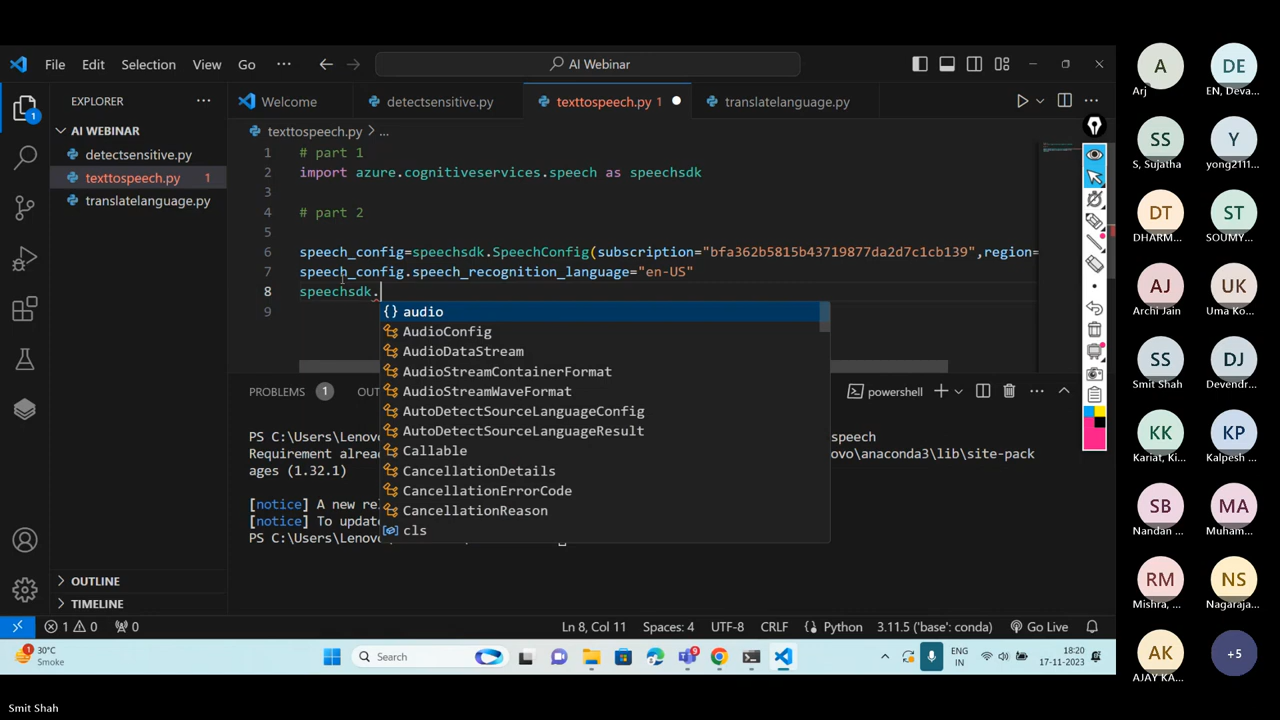 File Edit Selection View Go ··· AI Webinar
EXPLORER ··· Welcome detectsensitive.py texttospeech.py 1 translatelanguage.py
AI WEBINAR
detectsensitive.py
texttospeech.py 1
translatelanguage.py
texttospeech.py > ...
1 # part 1
2 import azure.cognitiveservices.speech as speechsdk
3
4 # part 2
5
6 speech_config=speechsdk.SpeechConfig(subscription="bfa362b5815b43719877da2d7c1cb139",region=
7 speech_config.speech_recognition_language="en-US"
8 speechsdk.
9
{} audio
AudioConfig
AudioDataStream
AudioStreamContainerFormat
AudioStreamWaveFormat
AutoDetectSourceLanguageConfig
AutoDetectSourceLanguageResult
Callable
CancellationDetails
CancellationErrorCode
CancellationReason
cls
PROBLEMS 1 OU powershell
PS C:\Users\Lenov speech
Requirement alrea ovo\anaconda3\lib\site-pack
ages (1.32.1)
[notice] A new re
[notice] To updat
PS C:\Users\Lenov
OUTLINE
TIMELINE
1 0 0 Ln 8, Col 11 Spaces: 4 UTF-8 CRLF {} Python 3.11.5 ('base': conda) Go Live
1
30°C
Smoke
Search
9
ENG
IN
18:20
17-11-2023
A DE
Arj EN, Deva...
SS Y
S, Sujatha yong2111...
DT ST
DHARM... SOUMY...
AJ UK
Archi Jain Uma Ko...
SS DJ
Smit Shah Devendr...
KK KP
Kariat, Ki... Kalpesh ...
SB MA
Nandan ... Muham...
RM NS
Mishra, ... Nagaraja...
AK +5
AJAY KA...
Smit Shah